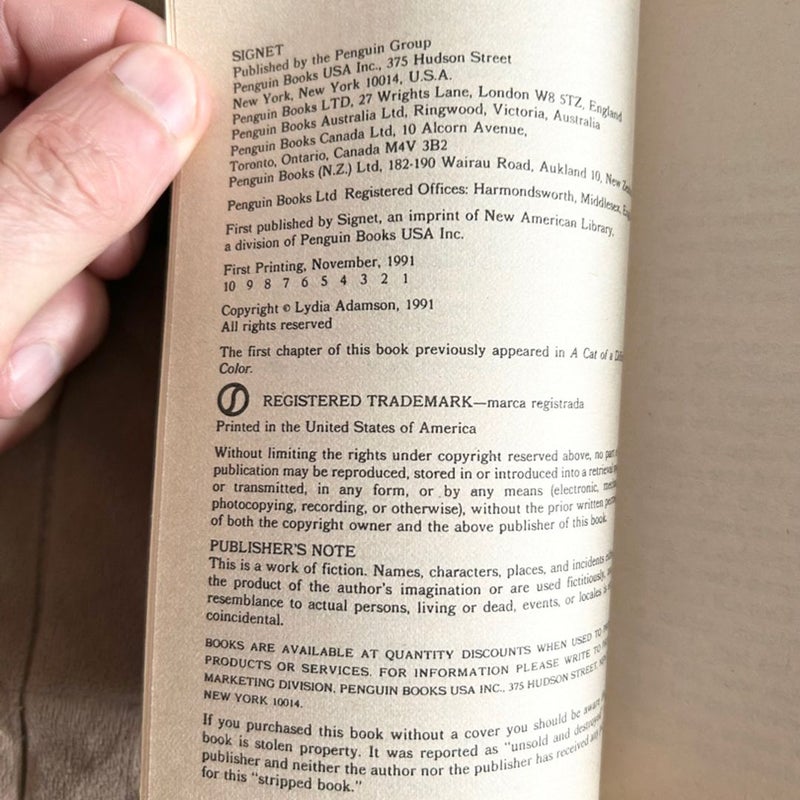 SIGNET
Published by the Penguin Group
Penguin Books USA Inc., 375 Hudson Street
New York, New York 10014, U.S.A.
Penguin Books LTD, 27 Wrights Lane, London W8 5TZ, England
Penguin Books Australia Ltd, Ringwood, Victoria, Australia
Penguin Books Canada Ltd, 10 Alcorn Avenue,
Toronto, Ontario, Canada M4V 3B2
Penguin Books (N.Z.) Ltd, 182-190 Wairau Road, Aukland 10, New
Penguin Books Ltd Registered Offices: Harmondsworth, Middlesex,
First published by Signet, an imprint of New American Library,
a division of Penguin Books USA Inc.
First Printing, November, 1991
10 9 8 7 6 5 4 3 2 1
Copyright © Lydia Adamson, 1991
All rights reserved
The first chapter of this book previously appeared in A Cat of a
Color.
REGISTERED TRADEMARK—marca registrada
Printed in the United States of America
Without limiting the rights under copyright reserved above, no part
publication may be reproduced, stored in or introduced into a retrieval
or transmitted, in any form, or by any means (electronic,
photocopying, recording, or otherwise), without the prior written
of both the copyright owner and the above publisher of this book.
PUBLISHER'S NOTE
This is a work of fiction. Names, characters, places, and incidents
the product of the author's imagination or are used fictitiously,
resemblance to actual persons, living or dead, events, or locales is
coincidental.
BOOKS ARE AVAILABLE AT QUANTITY DISCOUNTS WHEN USED TO
PRODUCTS OR SERVICES. FOR INFORMATION PLEASE WRITE TO
MARKETING DIVISION, PENGUIN BOOKS USA INC., 375 HUDSON STREET,
NEW YORK 10014.
If you purchased this book without a cover you should be aware
book is stolen property. It was reported as "unsold and destroyed
publisher and neither the author nor the publisher has received any
for this "stripped book."